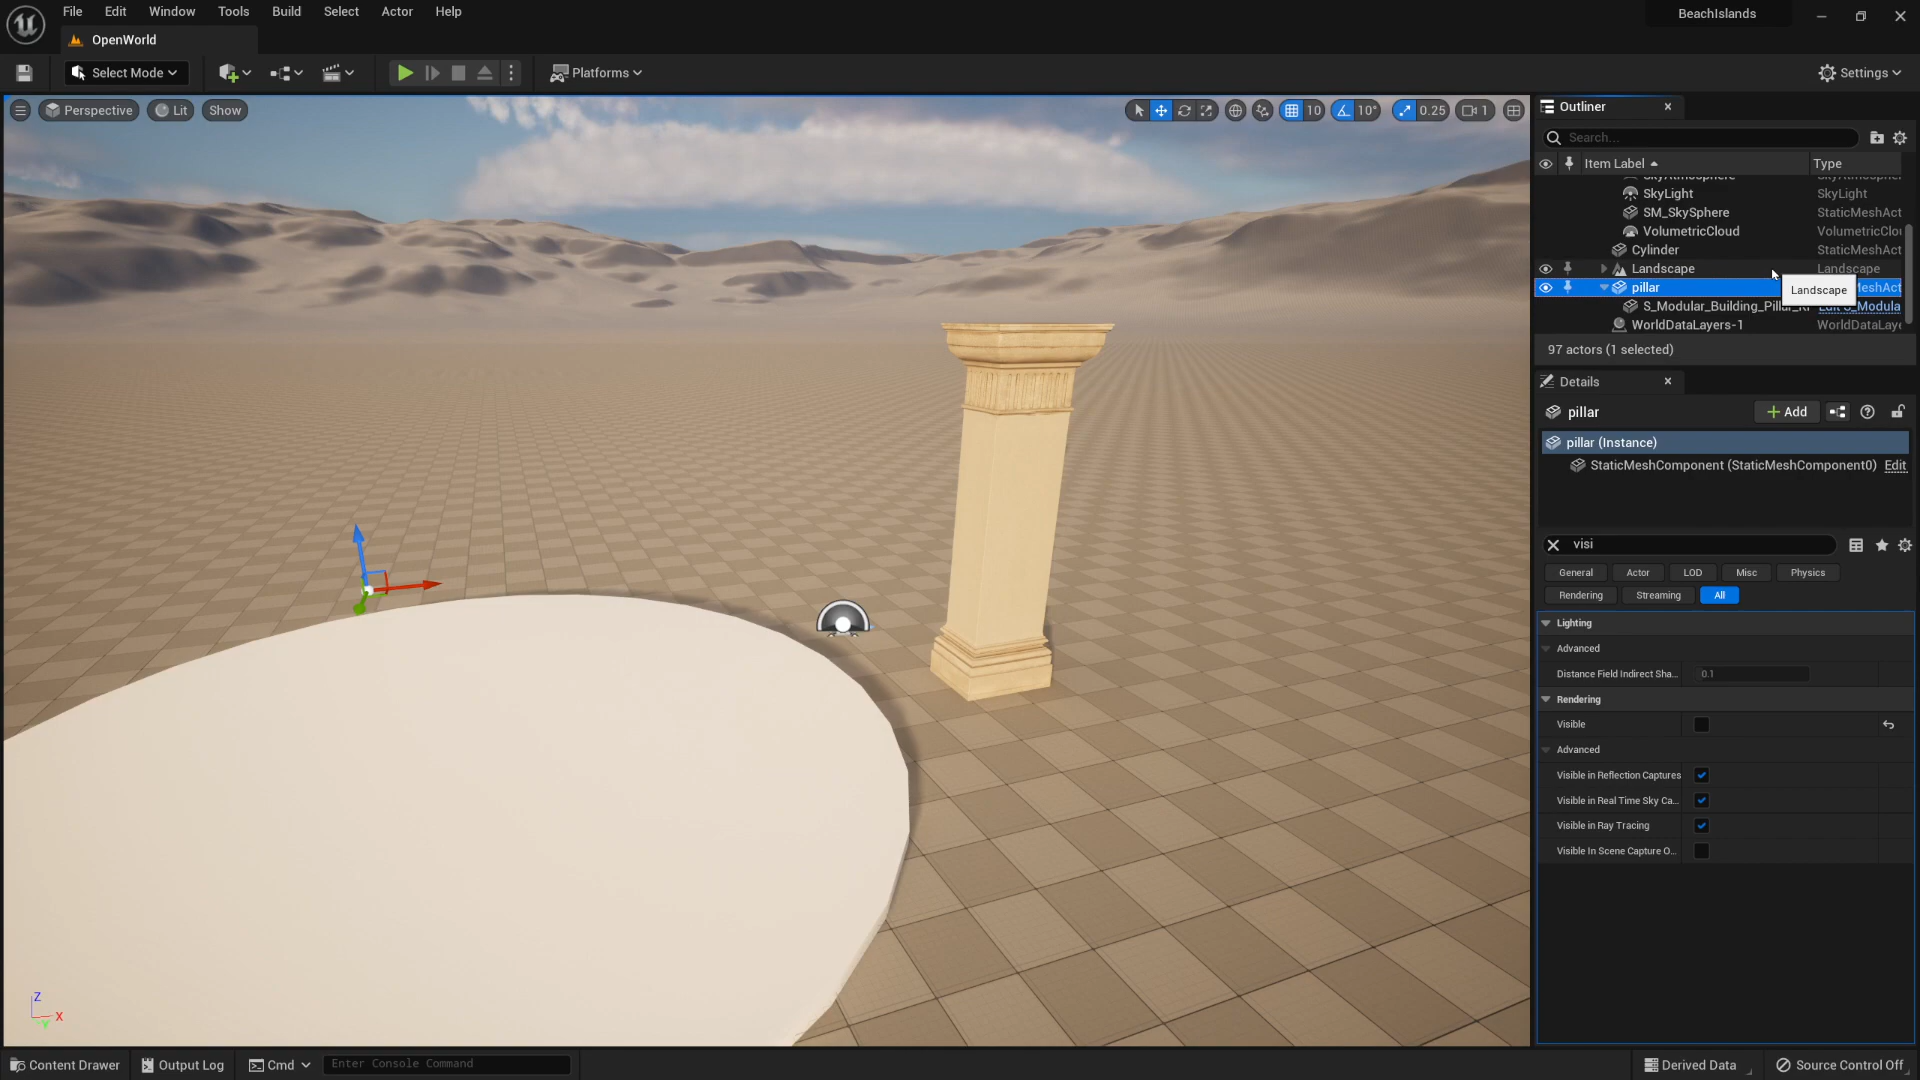 File Edit Window Tools Build Select Actor Help
BeachIslands
OpenWorld
Select Mode
Platforms
Settings
Perspective Lit Show
10 10° 0.25 1
Outliner
Search...
Item Label Type
SkyAtmosphere SkyAtmospher
SkyLight SkyLight
SM_SkySphere StaticMeshAct
VolumetricCloud VolumetricClou
Cylinder StaticMeshAct
Landscape Landscape
pillar MeshAct
Landscape
S_Modular_Building_Pillar_Ki Edit S_Modula
WorldDataLayers-1 WorldDataLaye
97 actors (1 selected)
Details
pillar Add
pillar (Instance)
StaticMeshComponent (StaticMeshComponent0) Edit
visi
General Actor LOD Misc Physics
Rendering Streaming All
Lighting
Advanced
Distance Field Indirect Sha... 0.1
Rendering
Visible
Advanced
Visible in Reflection Captures
Visible in Real Time Sky Ca...
Visible in Ray Tracing
Visible In Scene Capture O...
Z
X
Y
Content Drawer Output Log Cmd Enter Console Command
Derived Data Source Control Off